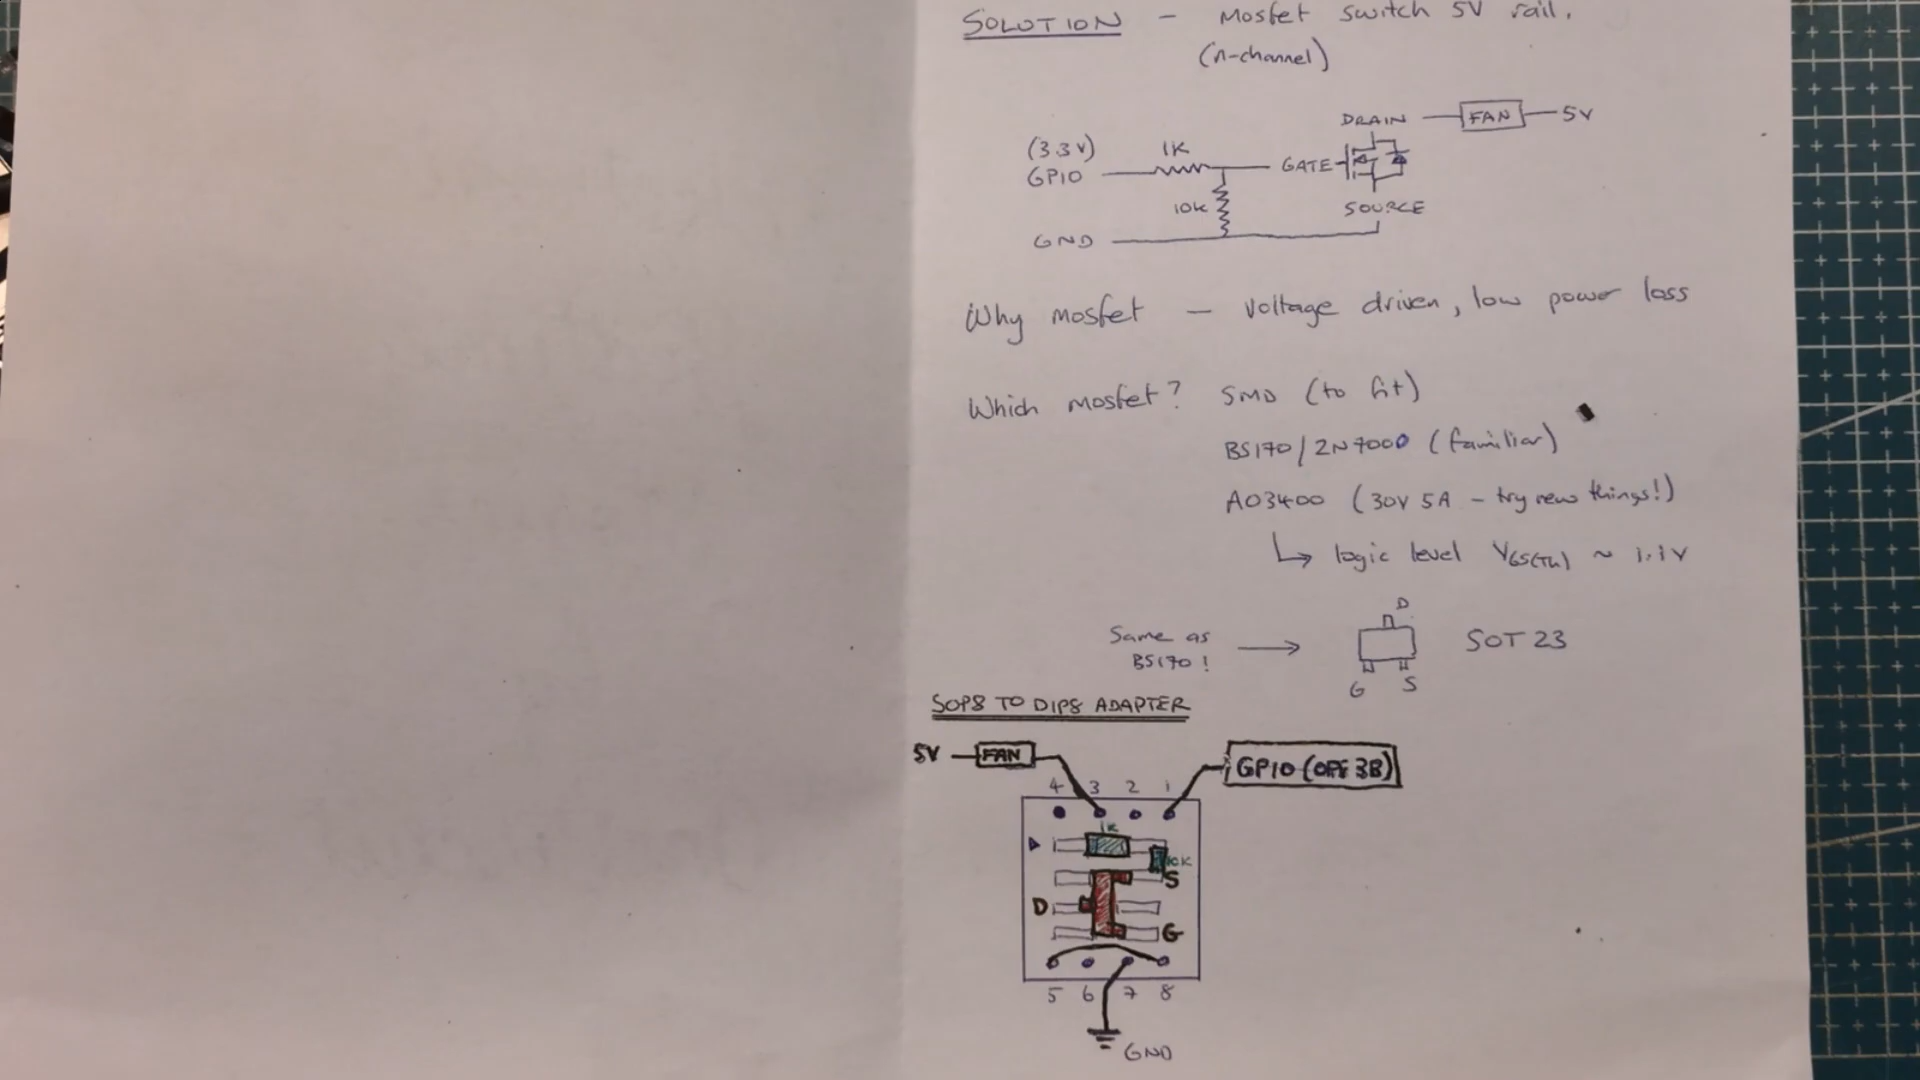 SOLUTION - Mosfet switch 5V rail.
(n-channel)
DRAIN FAN 5V
(3.3V) 1K
GPIO GATE
10K SOURCE
GND
Why mosfet - voltage driven, low power loss
Which mosfet? SMD (to fit)
BS170/2N7000 (familiar)
AO3400 (30V 5A - try new things!)
↳ logic level VGS(Th) ~ 1.1V
D
Same as → SOT 23
BS170!
G S
SOP8 TO DIP8 ADAPTER
5V FAN GPIO (OPF 3B)
4 3 2 1
1K
10K
S
D
G
5 6 7 8
GND